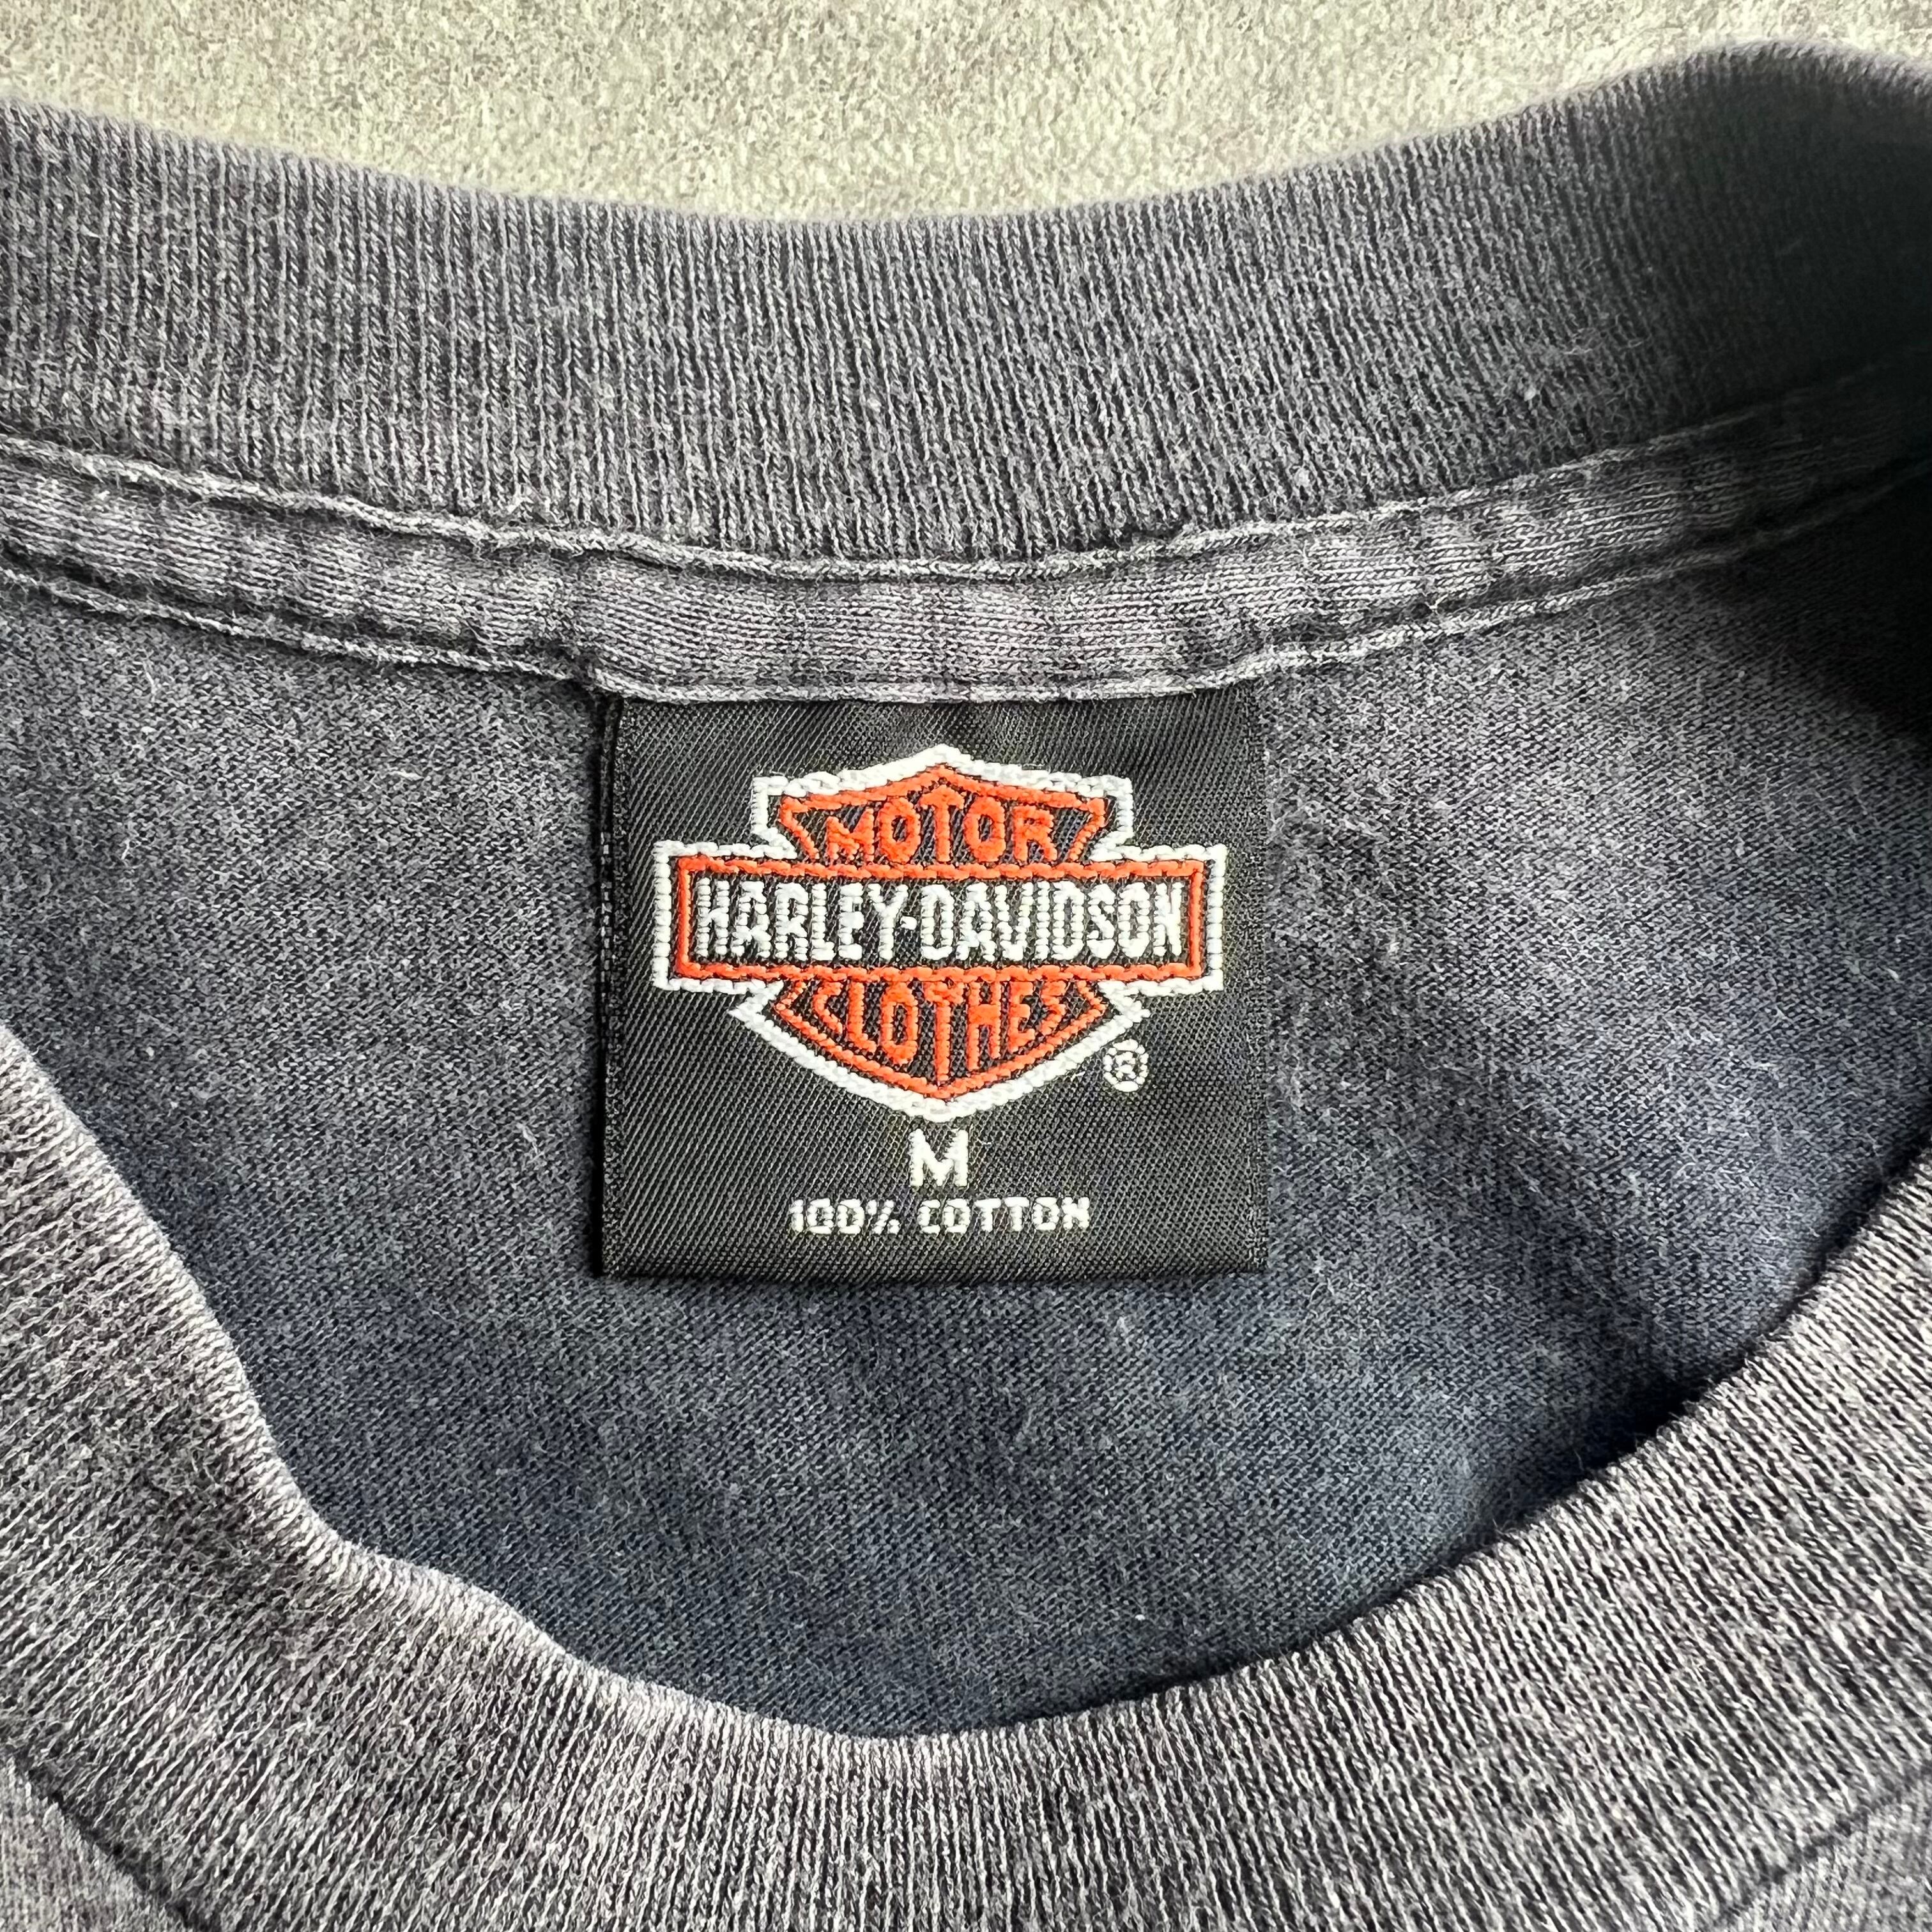 MOTOR
HARLEY-DAVIDSON
CLOTHES
®
M
100% COTTON